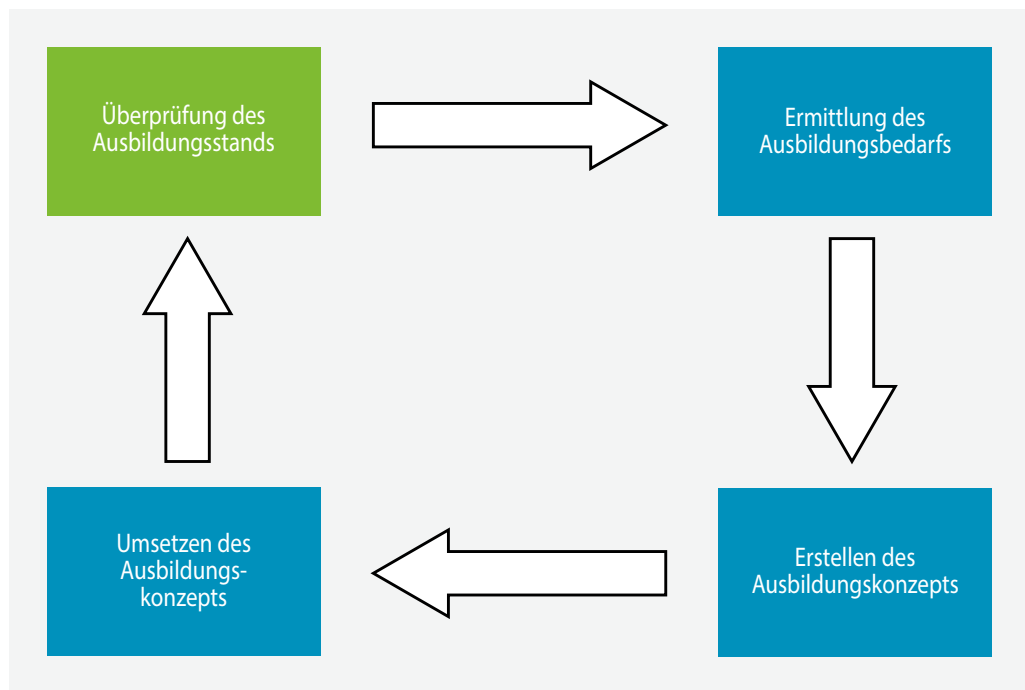 Überprüfung des
Ausbildungsstands
Ermittlung des
Ausbildungsbedarfs
Umsetzen des
Ausbildungs-
konzepts
Erstellen des
Ausbildungskonzepts